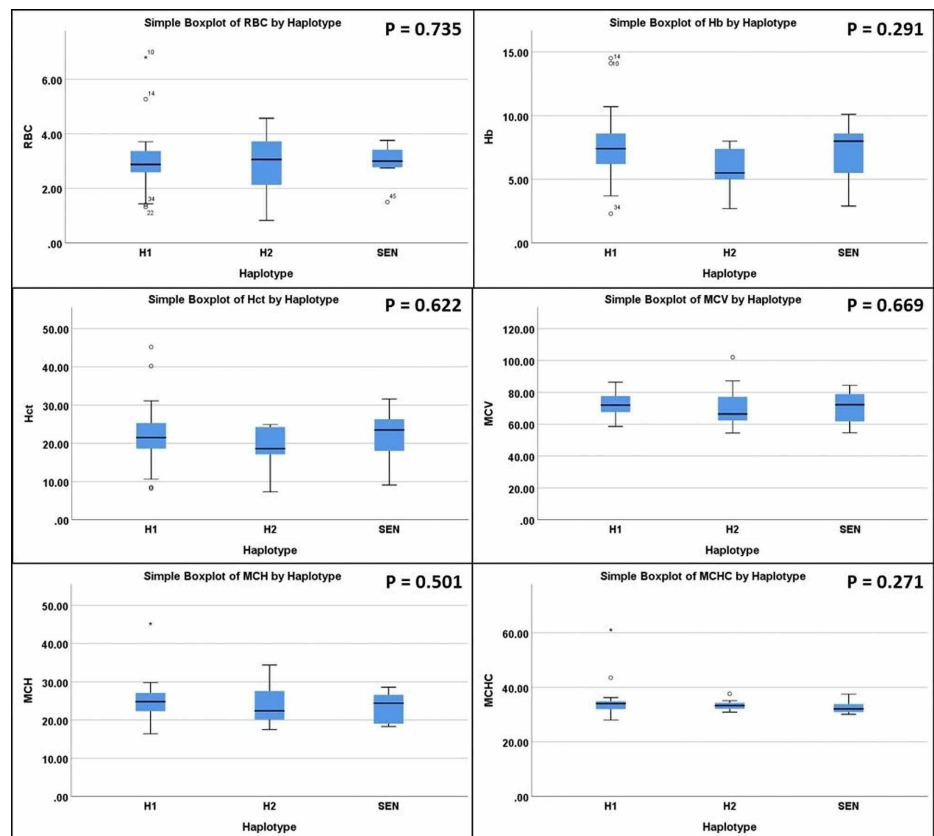 Simple Boxplot of RBC by Haplotype
P = 0.735
RBC
6.00
4.00
2.00
.00
10
14
34
22
45
H1 H2 SEN
Haplotype
Simple Boxplot of Hb by Haplotype
P = 0.291
Hb
15.00
10.00
5.00
.00
14
10
34
H1 H2 SEN
Haplotype
Simple Boxplot of Hct by Haplotype
P = 0.622
Hct
50.00
40.00
30.00
20.00
10.00
.00
H1 H2 SEN
Haplotype
Simple Boxplot of MCV by Haplotype
P = 0.669
MCV
120.00
100.00
80.00
60.00
40.00
20.00
0.00
H1 H2 SEN
Haplotype
Simple Boxplot of MCH by Haplotype
P = 0.501
MCH
50.00
40.00
30.00
20.00
10.00
.00
H1 H2 SEN
Haplotype
Simple Boxplot of MCHC by Haplotype
P = 0.271
MCHC
60.00
40.00
20.00
.00
H1 H2 SEN
Haplotype